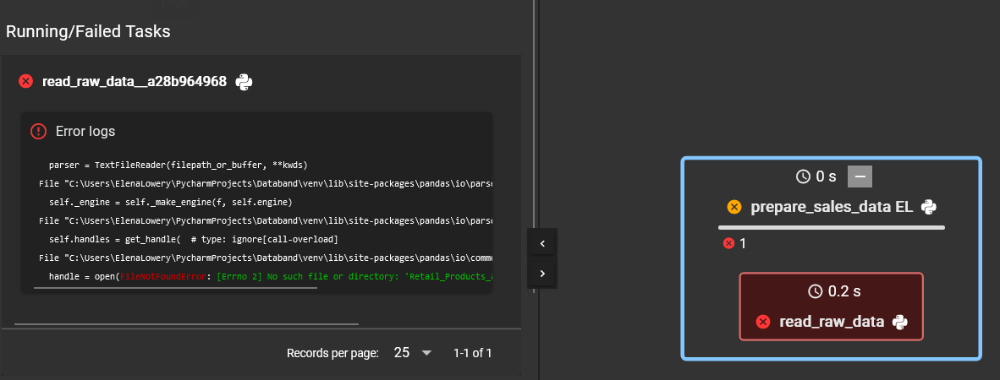 Running/Failed Tasks
read_raw_data__a28b964968
Error logs
parser = TextFileReader(filepath_or_buffer, **kwds)
File "C:\Users\ElenaLowery\PycharmProjects\Databand\venv\lib\site-packages\pandas\io\parse
self._engine = self._make_engine(f, self.engine)
File "C:\Users\ElenaLowery\PycharmProjects\Databand\venv\lib\site-packages\pandas\io\parse
self.handles = get_handle(  # type: ignore[call-overload]
File "C:\Users\ElenaLowery\PycharmProjects\Databand\venv\lib\site-packages\pandas\io\commo
handle = open(FileNotFoundError: [Errno 2] No such file or directory: 'Retail_Products_a
Records per page: 25 1-1 of 1
0 s
prepare_sales_data EL
1
0.2 s
read_raw_data